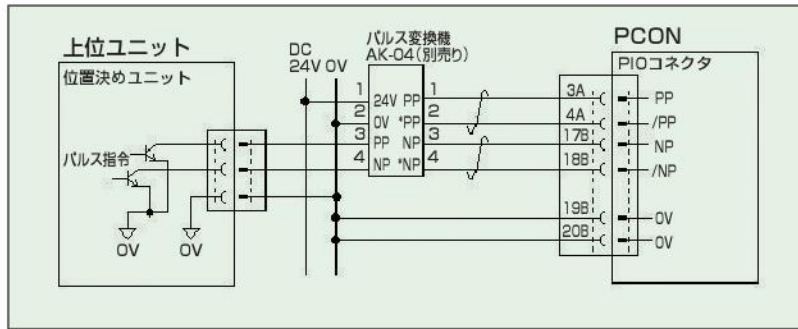 上位ユニット
位置決めユニット
パルス指令
0V
0V
DC
24V 0V
パルス変換機
AK-04(別売り)
1 24V PP 1
2 0V *PP 2
3 PP NP 3
4 NP *NP 4
PCON
PIOコネクタ
3A PP
4A /PP
17B NP
18B /NP
19B 0V
20B 0V